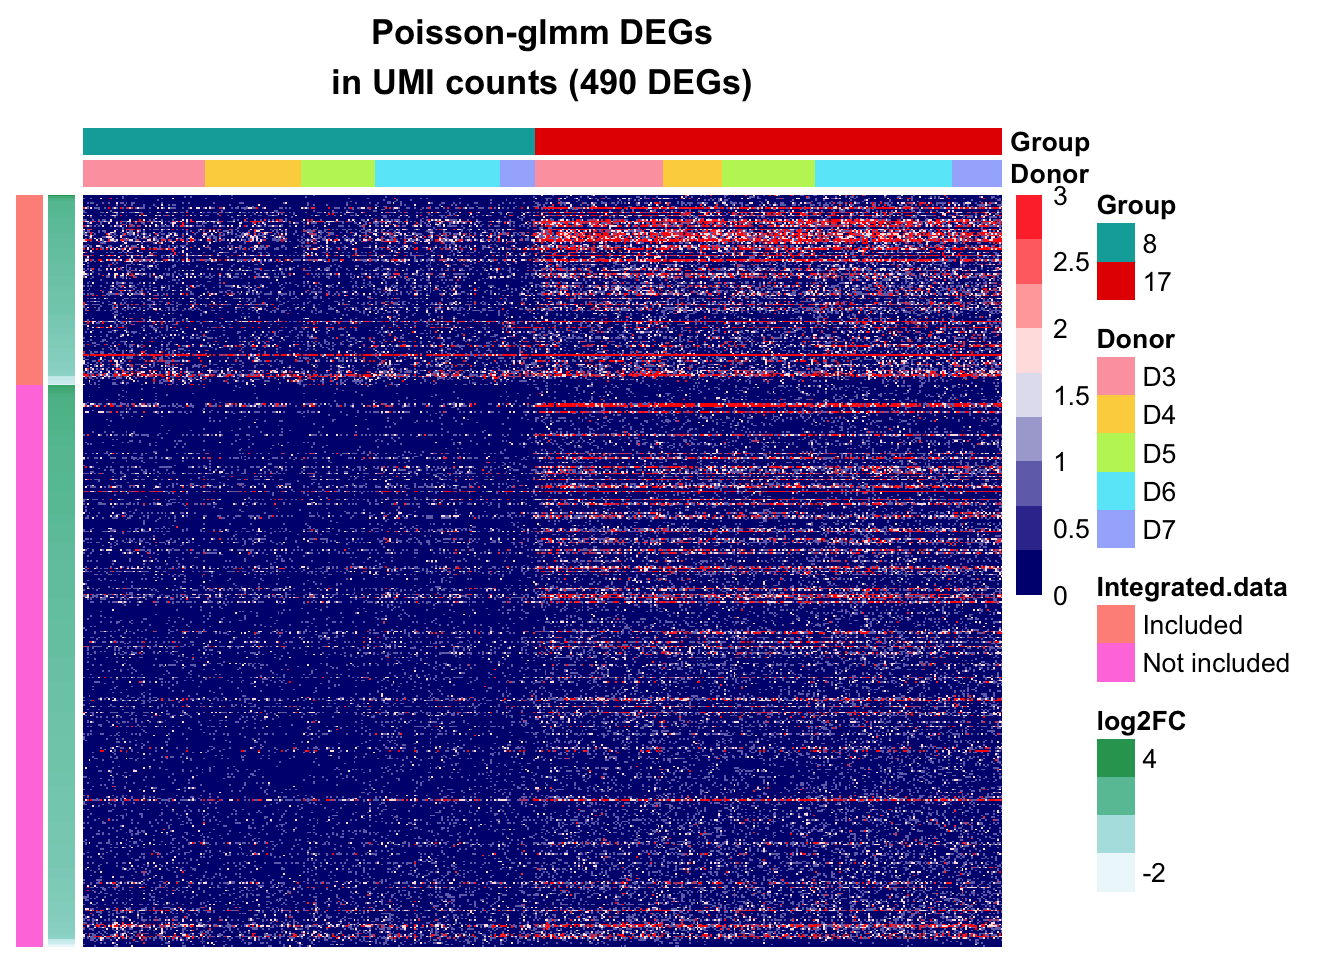 Poisson-glmm DEGs
in UMI counts (490 DEGs)
Group
Donor
3
2.5
2
1.5
1
0.5
0
Group
8
17
Donor
D3
D4
D5
D6
D7
Integrated.data
Included
Not included
log2FC
4
-2